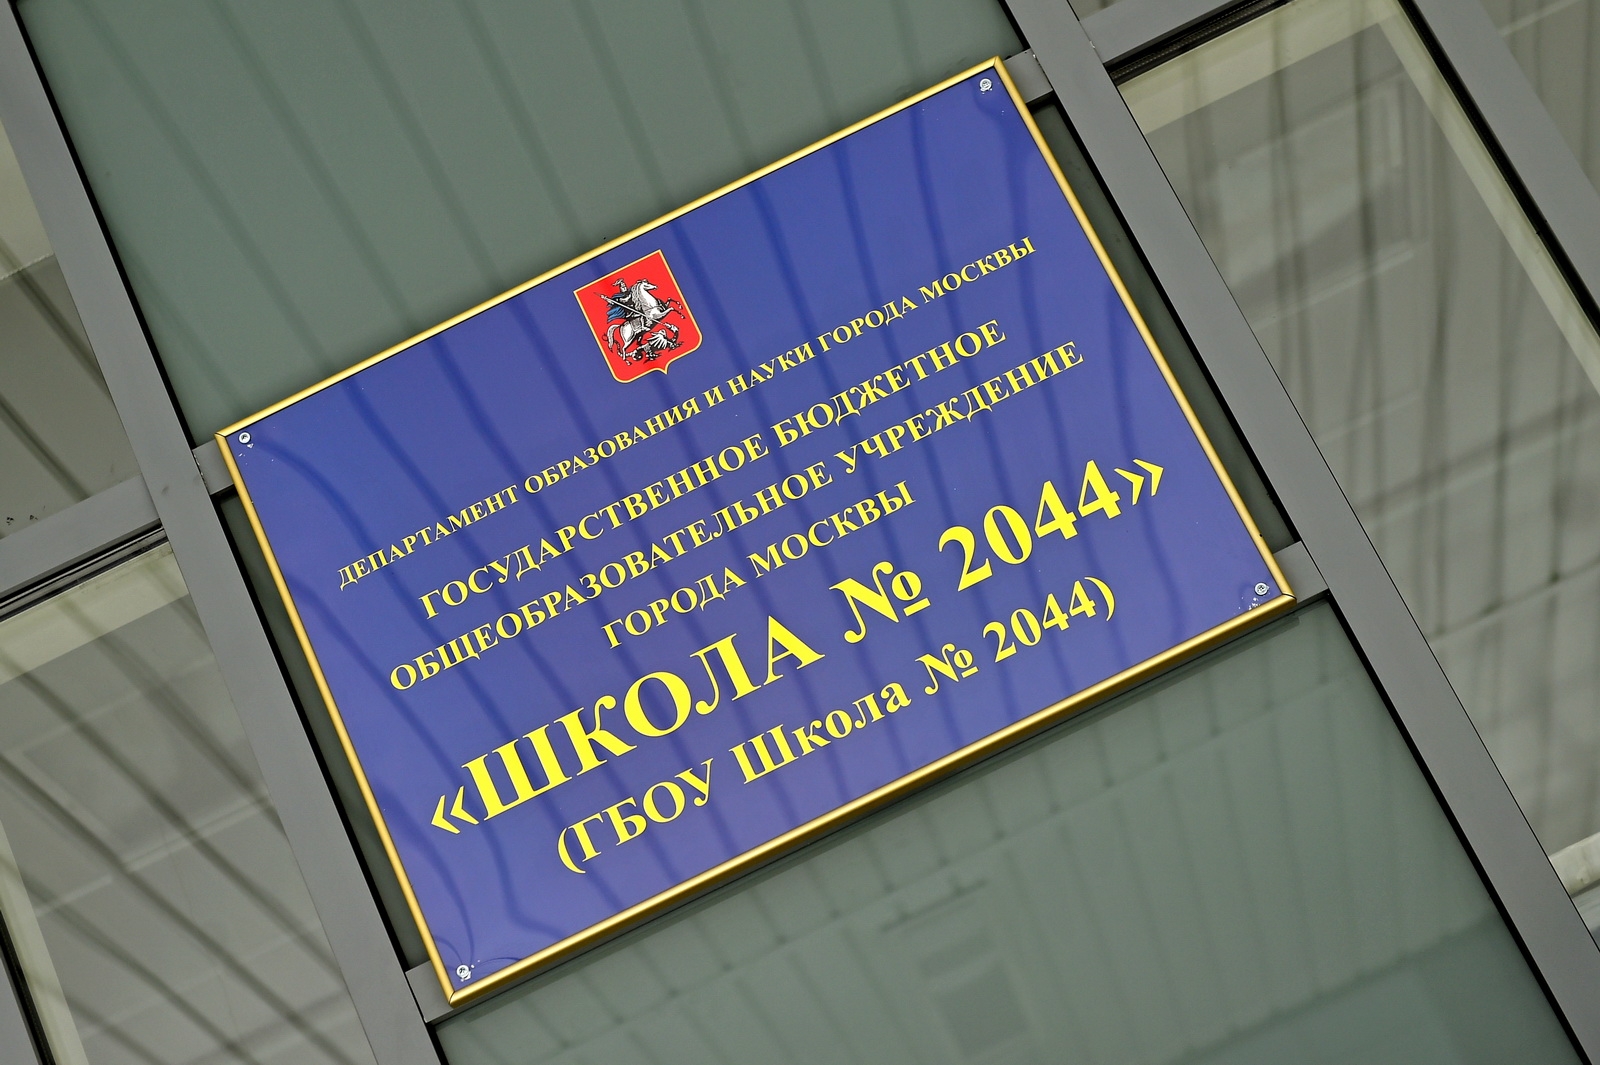 ДЕПАРТАМЕНТ ОБРАЗОВАНИЯ И НАУКИ ГОРОДА МОСКВЫ
ГОСУДАРСТВЕННОЕ БЮДЖЕТНОЕ
ОБЩЕОБРАЗОВАТЕЛЬНОЕ УЧРЕЖДЕНИЕ
ГОРОДА МОСКВЫ
«ШКОЛА № 2044»
(ГБОУ Школа № 2044)